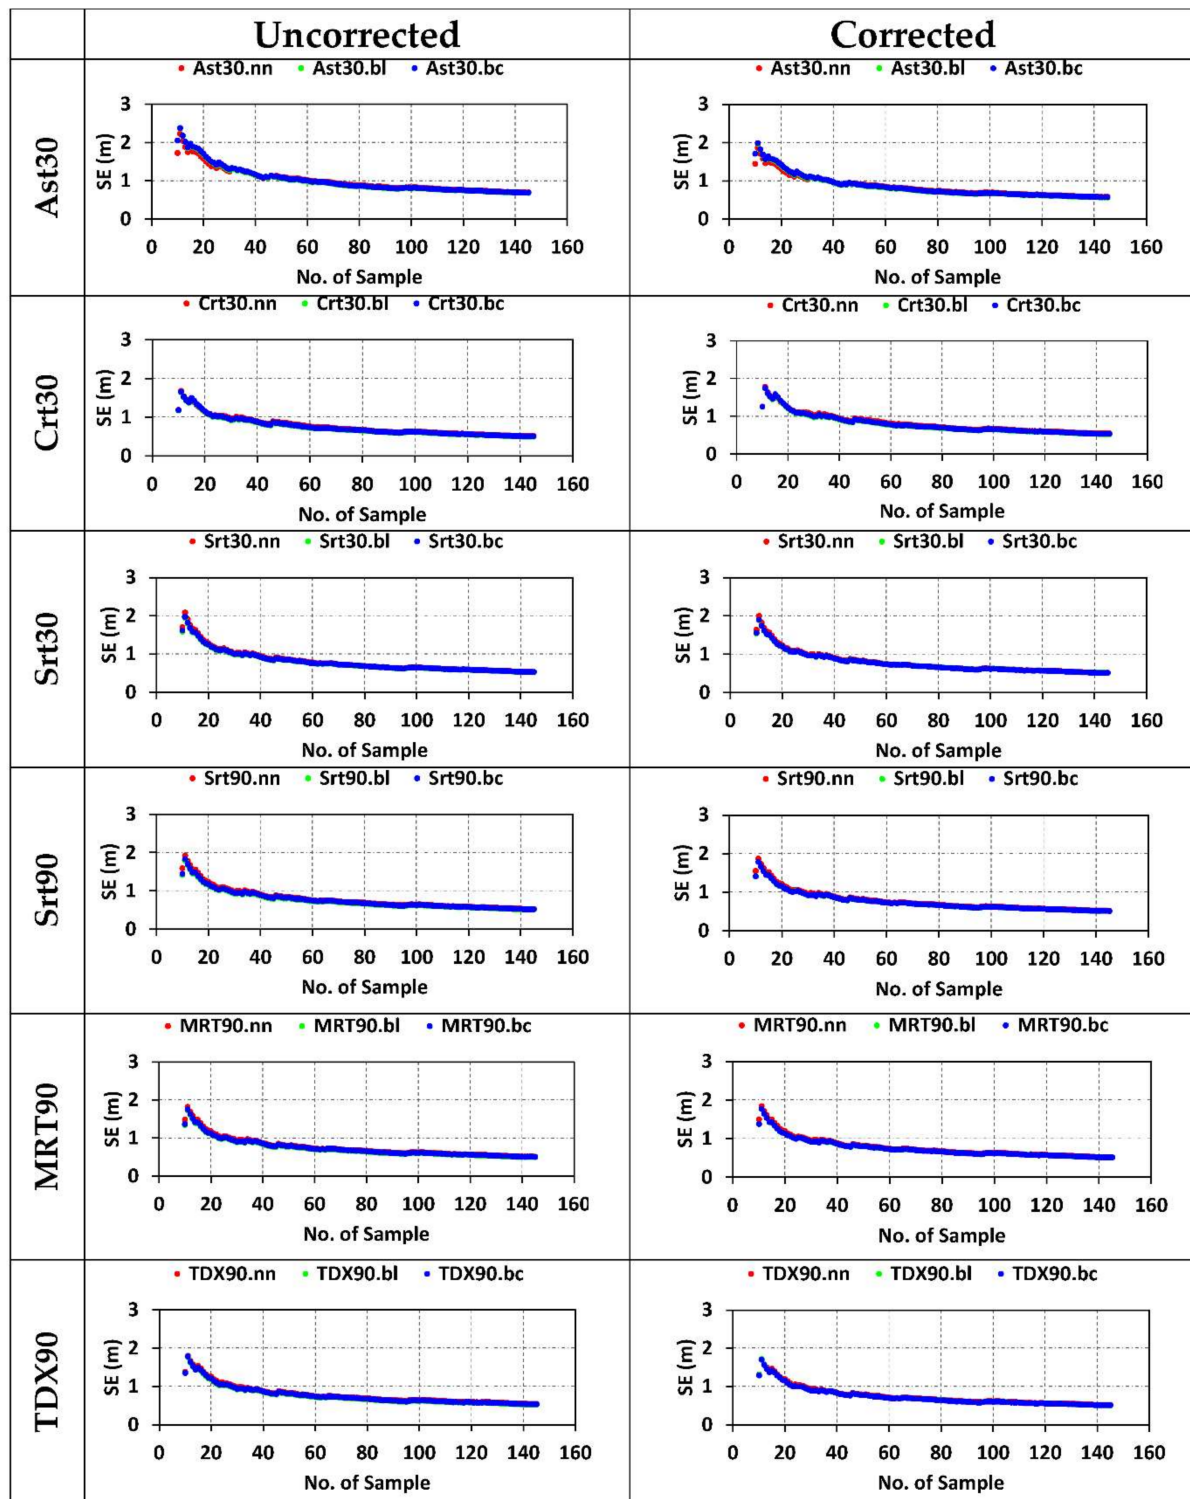 Uncorrected
Corrected
Ast30
Ast30.nn Ast30.bl Ast30.bc
SE (m)
3
2
1
0
0 20 40 60 80 100 120 140 160
No. of Sample
Ast30.nn Ast30.bl Ast30.bc
SE (m)
3
2
1
0
0 20 40 60 80 100 120 140 160
No. of Sample
Crt30
Crt30.nn Crt30.bl Crt30.bc
SE (m)
3
2
1
0
0 20 40 60 80 100 120 140 160
No. of Sample
Crt30.nn Crt30.bl Crt30.bc
SE (m)
3
2
1
0
0 20 40 60 80 100 120 140 160
No. of Sample
Srt30
Srt30.nn Srt30.bl Srt30.bc
SE (m)
3
2
1
0
0 20 40 60 80 100 120 140 160
No. of Sample
Srt30.nn Srt30.bl Srt30.bc
SE (m)
3
2
1
0
0 20 40 60 80 100 120 140 160
No. of Sample
Srt90
Srt90.nn Srt90.bl Srt90.bc
SE (m)
3
2
1
0
0 20 40 60 80 100 120 140 160
No. of Sample
Srt90.nn Srt90.bl Srt90.bc
SE (m)
3
2
1
0
0 20 40 60 80 100 120 140 160
No. of Sample
MRT90
MRT90.nn MRT90.bl MRT90.bc
SE (m)
3
2
1
0
0 20 40 60 80 100 120 140 160
No. of Sample
MRT90.nn MRT90.bl MRT90.bc
SE (m)
3
2
1
0
0 20 40 60 80 100 120 140 160
No. of Sample
TDX90
TDX90.nn TDX90.bl TDX90.bc
SE (m)
3
2
1
0
0 20 40 60 80 100 120 140 160
No. of Sample
TDX90.nn TDX90.bl TDX90.bc
SE (m)
3
2
1
0
0 20 40 60 80 100 120 140 160
No. of Sample